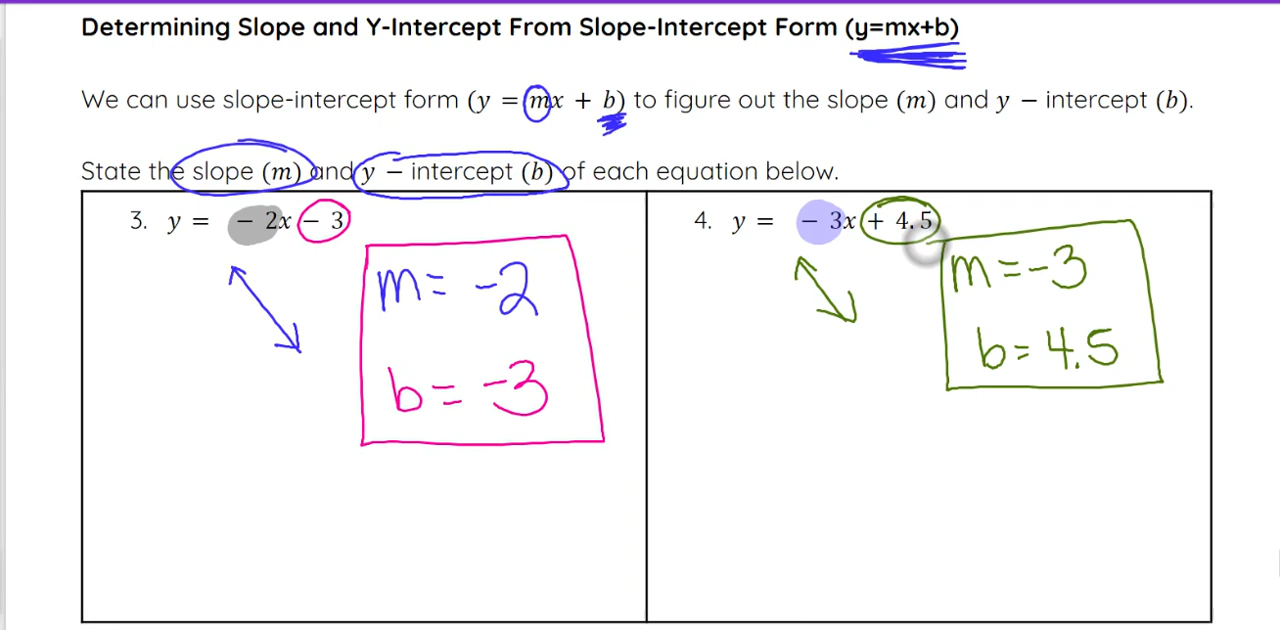 Determining Slope and Y-Intercept From Slope-Intercept Form (y=mx+b)
We can use slope-intercept form (y = mx + b) to figure out the slope (m) and y − intercept (b).
State the slope (m) and y − intercept (b) of each equation below.
3. y = − 2x − 3
m = -2
b = -3
4. y = − 3x + 4.5
m = -3
b = 4.5